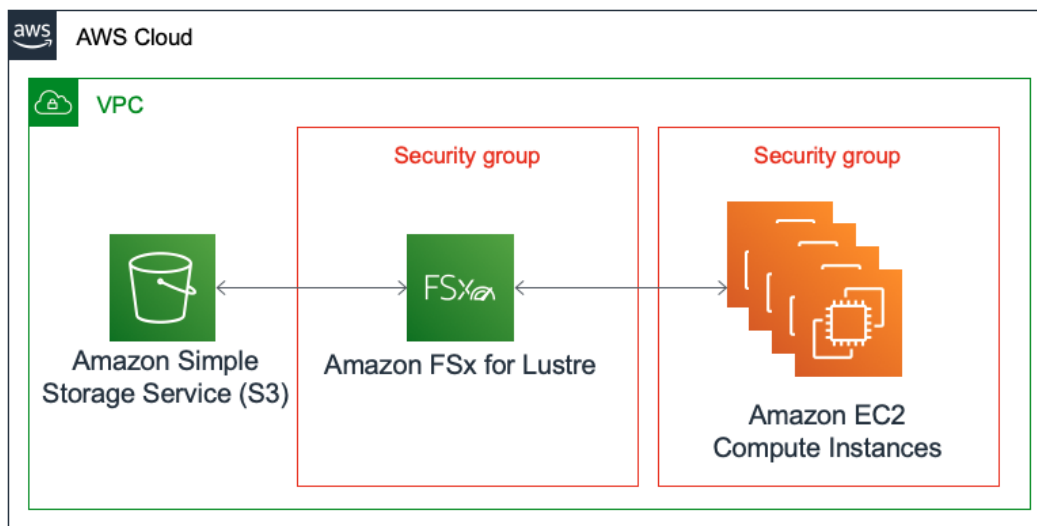 aws
AWS Cloud
VPC
Security group
Security group
FSx
Amazon Simple
Storage Service (S3)
Amazon FSx for Lustre
Amazon EC2
Compute Instances